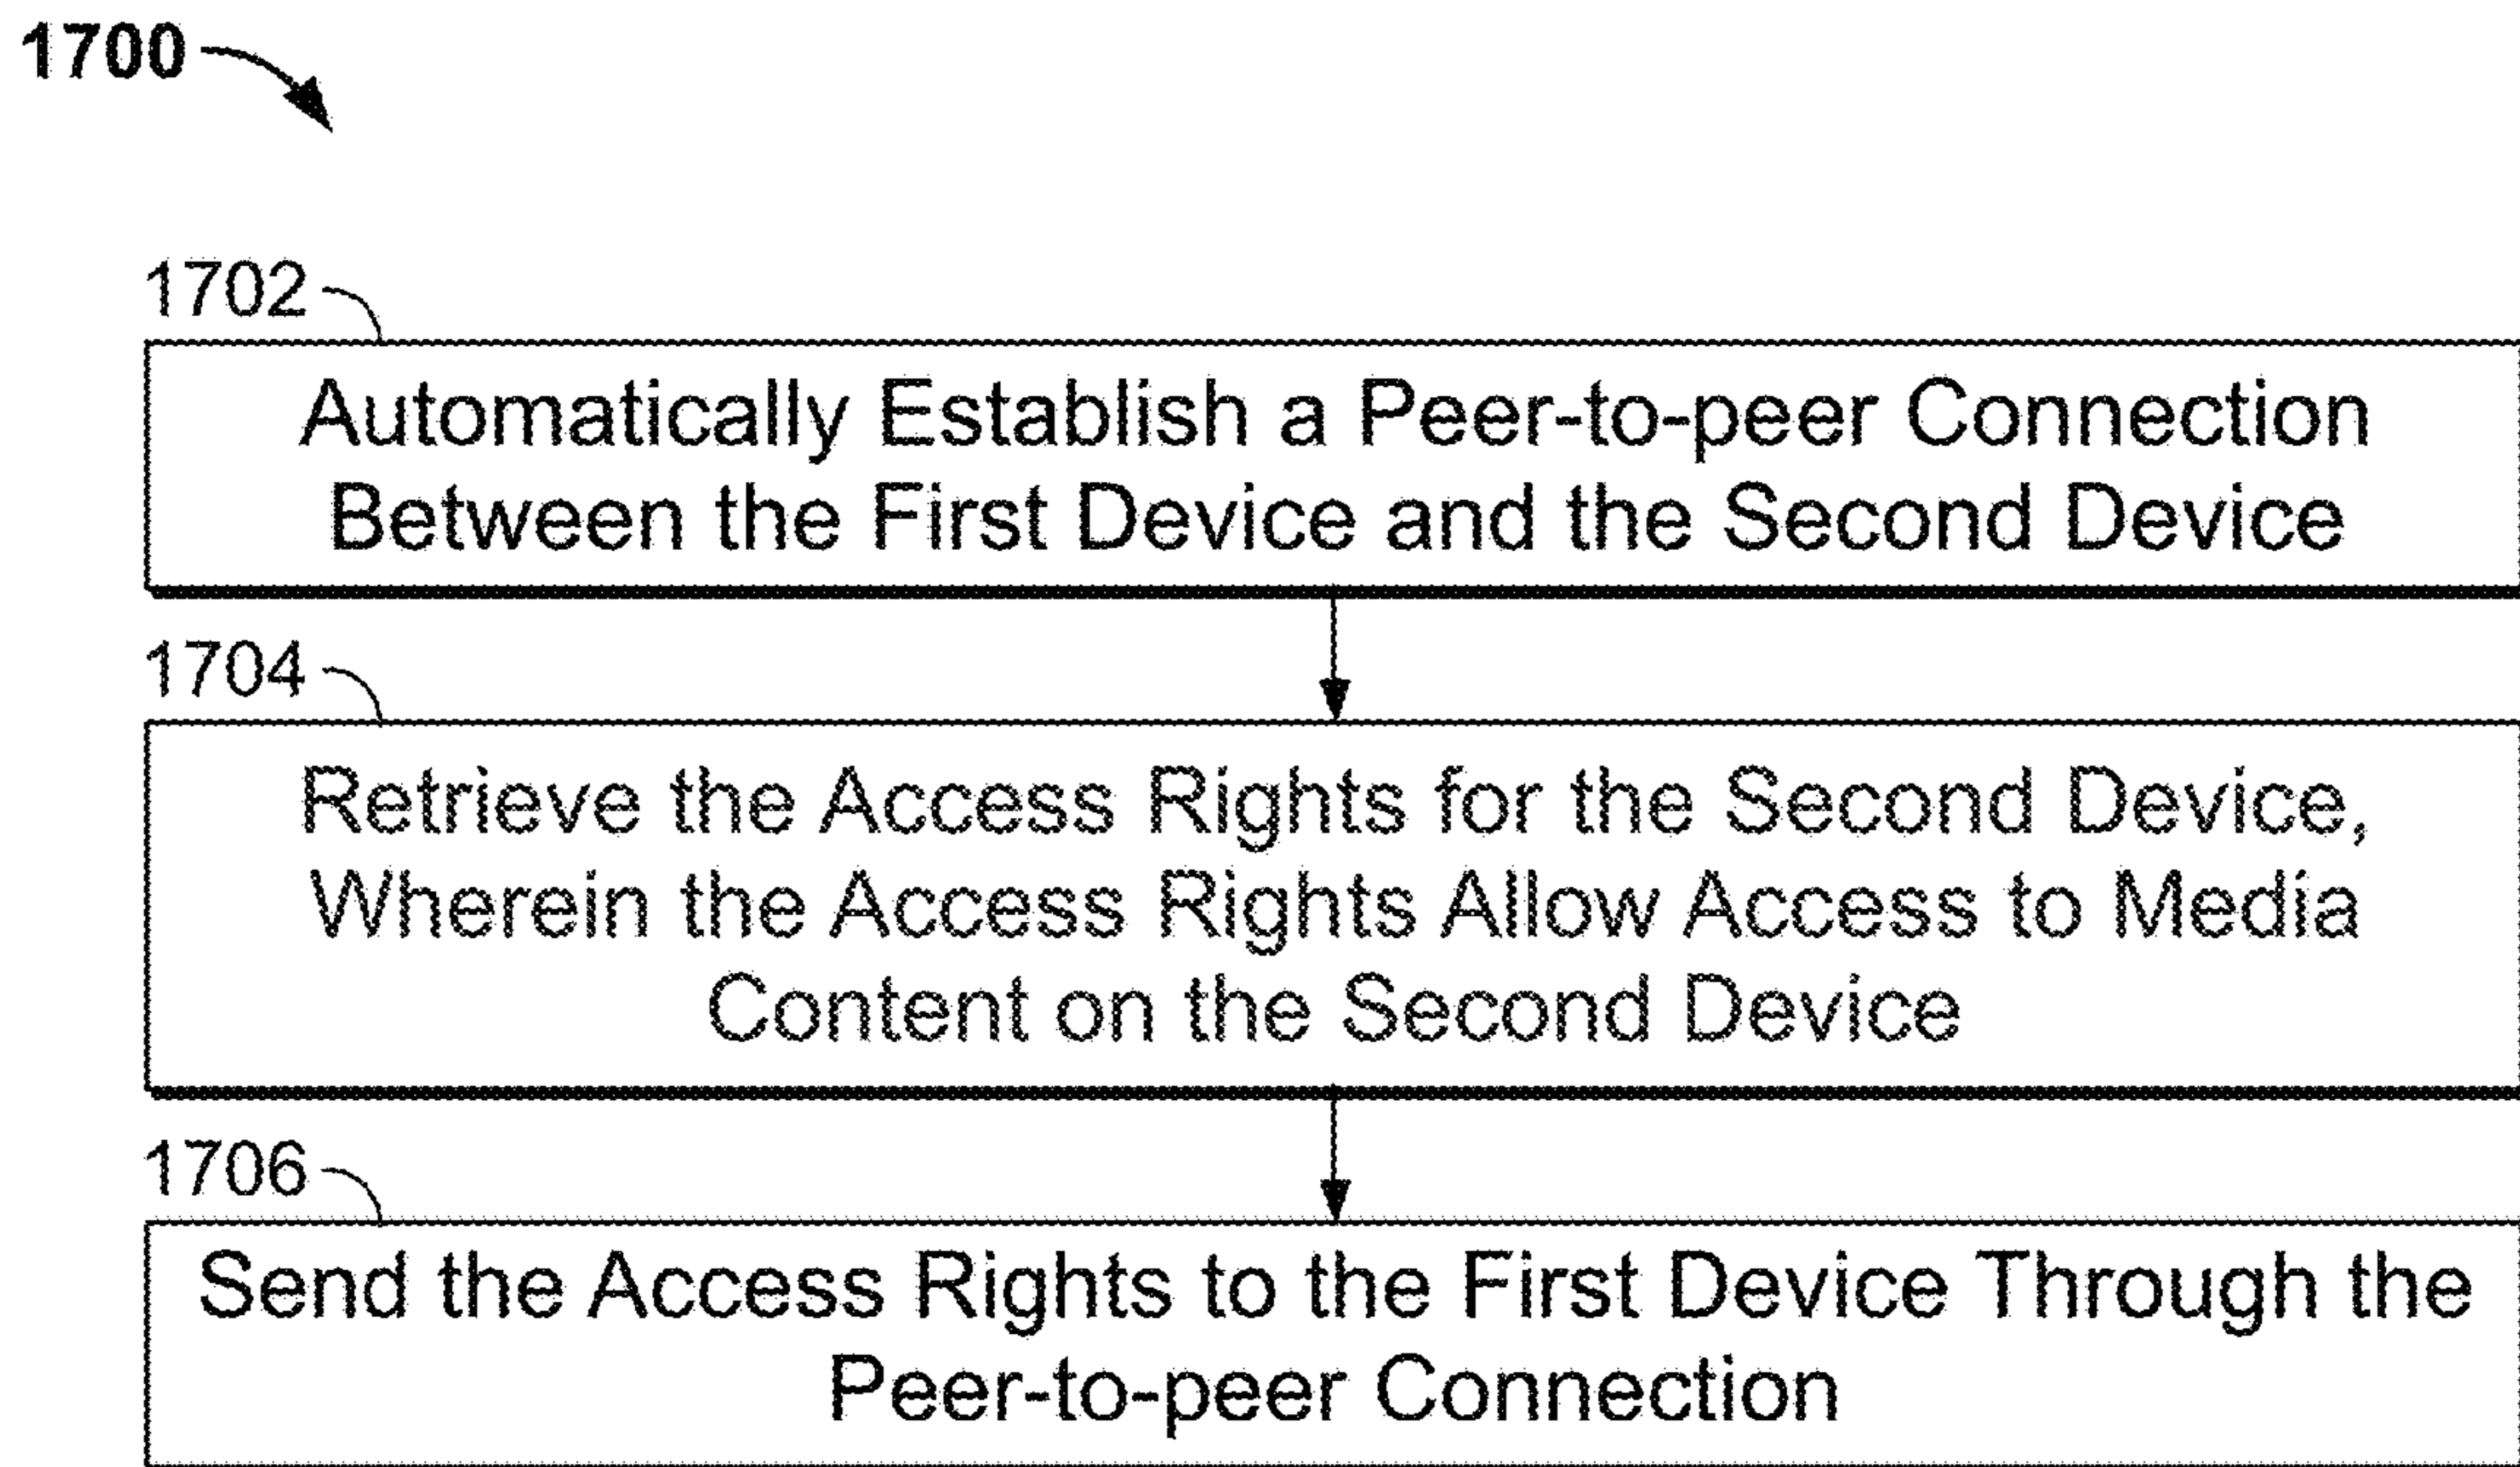 1700
1702
Automatically Establish a Peer-to-peer Connection
Between the First Device and the Second Device
1704
Retrieve the Access Rights for the Second Device,
Wherein the Access Rights Allow Access to Media
Content on the Second Device
1706
Send the Access Rights to the First Device Through the
Peer-to-peer Connection